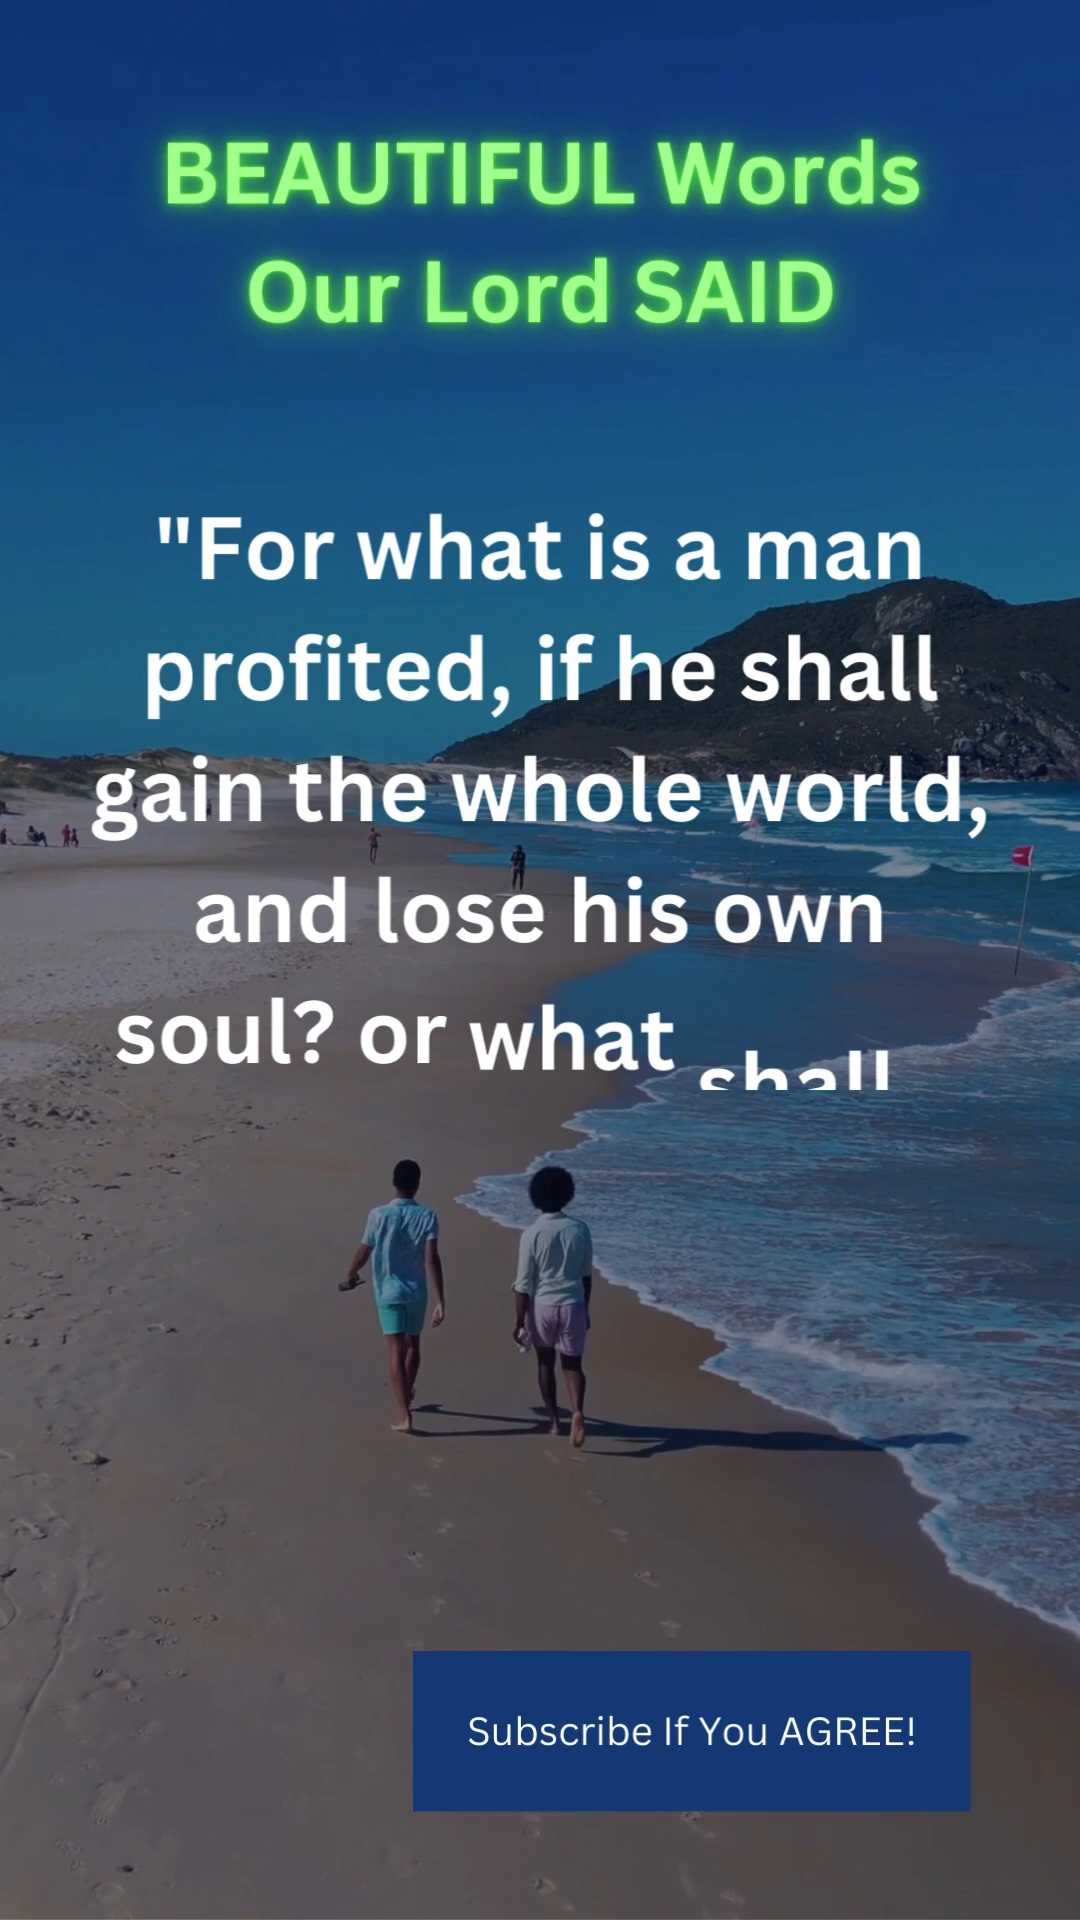 BEAUTIFUL Words
Our Lord SAID
"For what is a man
profited, if he shall
gain the whole world,
and lose his own
soul? or what shall
Subscribe If You AGREE!